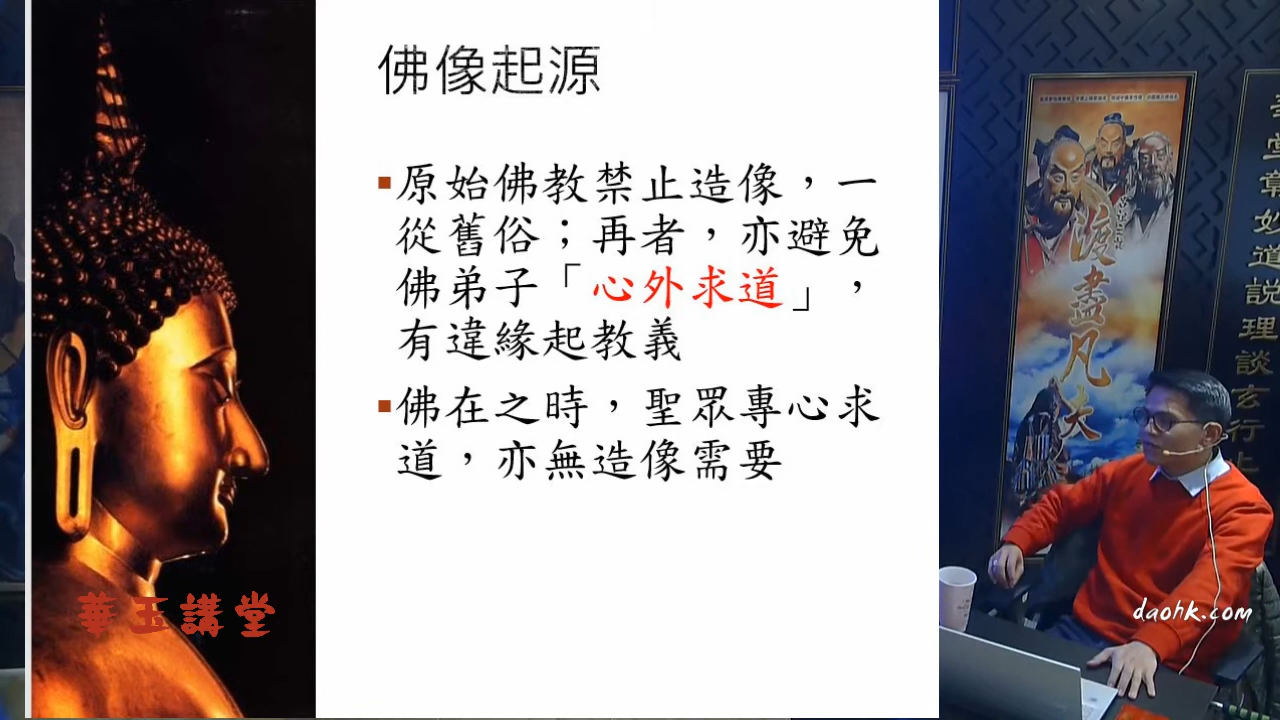 佛像起源
原始佛教禁止造像，一
從舊俗；再者，亦避免
佛弟子「心外求道」，
有違緣起教義
佛在之時，聖眾專心求
道，亦無造像需要
華玉講堂
渡盡凡夫
章妙道説理談玄行上
daohk.com